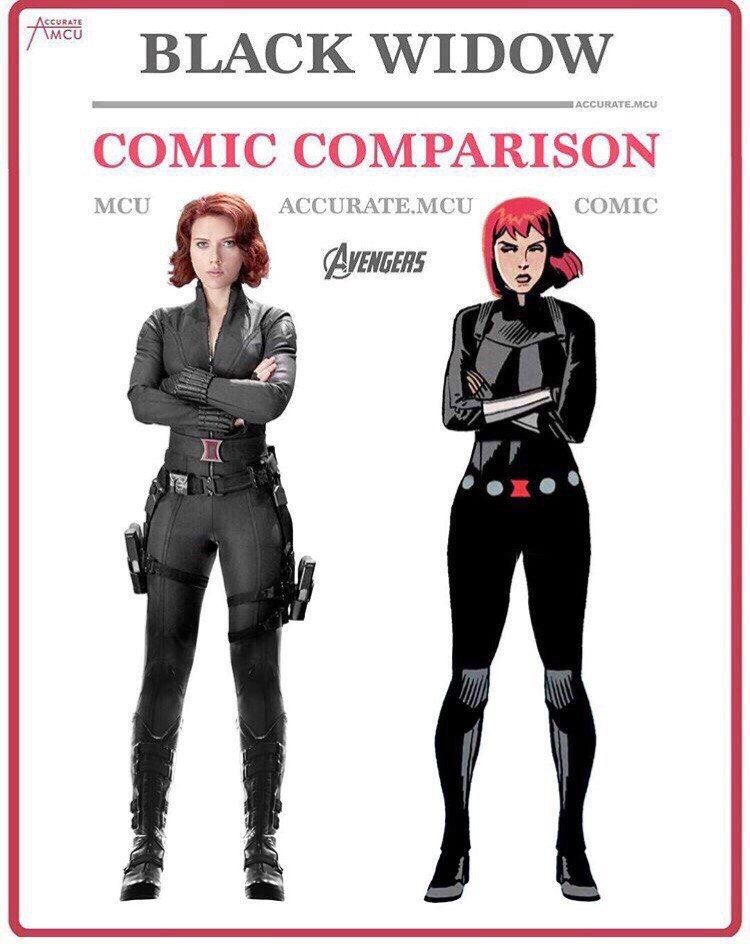 ACCURATE
MCU
BLACK WIDOW
ACCURATE.MCU
COMIC COMPARISON
MCU ACCURATE.MCU COMIC
AVENGERS